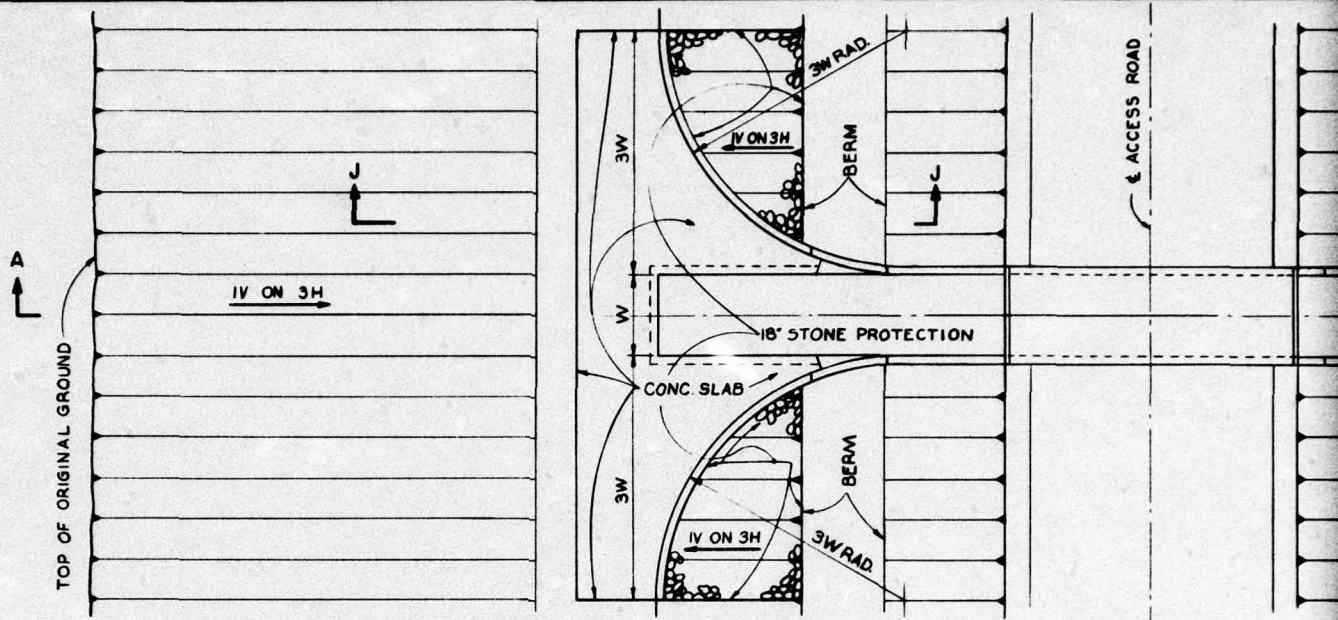 3W RAD.
3W
1V ON 3H
BERM
℄ ACCESS ROAD
J
J
A
1V ON 3H
W
18" STONE PROTECTION
CONC. SLAB
TOP OF ORIGINAL GROUND
3W
BERM
1V ON 3H
3W RAD.